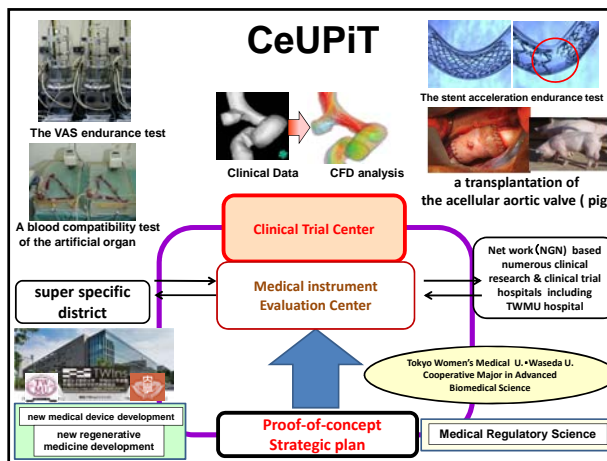 CeUPiT
The VAS endurance test
The stent acceleration endurance test
Clinical Data
CFD analysis
A blood compatibility test
of the artificial organ
a transplantation of
the acellular aortic valve ( pig
Clinical Trial Center
Medical instrument
Evaluation Center
super specific
district
Net work（NGN）based
numerous clinical
research & clinical trial
hospitals including
TWMU hospital
TWIns
Tokyo Women's Medical U.・Waseda U.
Cooperative Major in Advanced
Biomedical Science
new medical device development
new regenerative
medicine development
Proof-of-concept
Strategic plan
Medical Regulatory Science